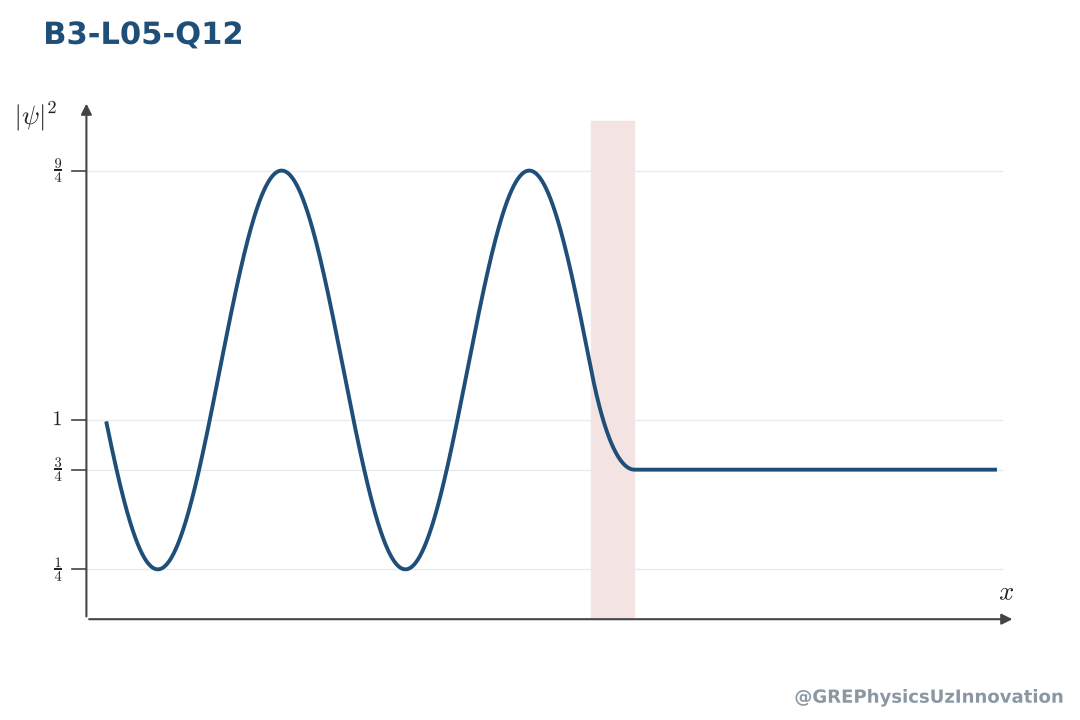 B3-L05-Q12
|ψ|²
9/4
1
3/4
1/4
x
@GREPhysicsUzInnovation